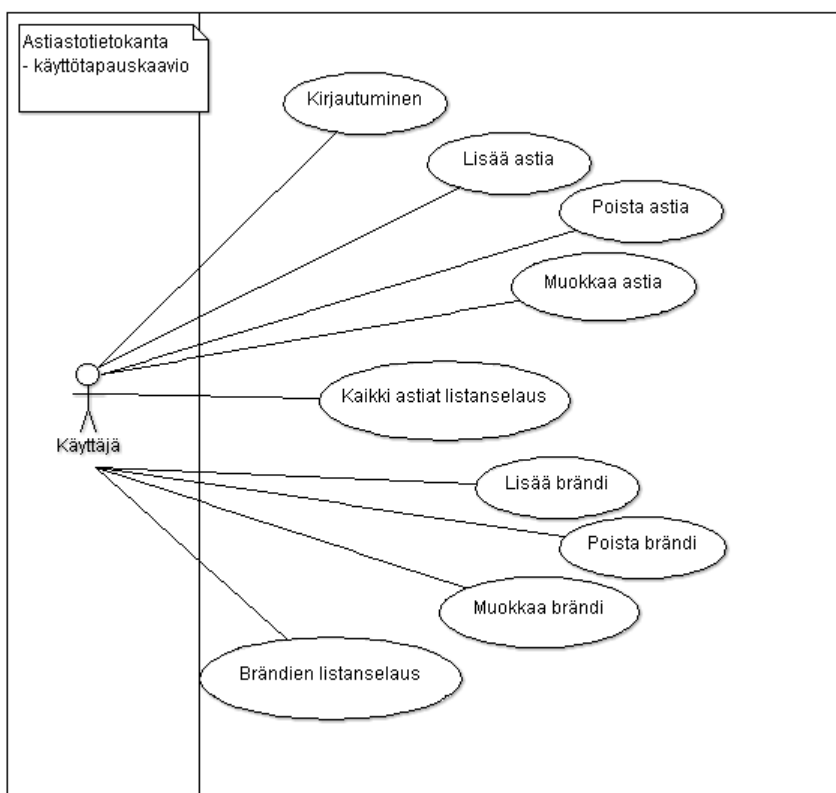 Astiastotietokanta
- käyttötapauskaavio
Kirjautuminen
Lisää astia
Poista astia
Muokkaa astia
Kaikki astiat listanselaus
Käyttäjä
Lisää brändi
Poista brändi
Muokkaa brändi
Brändien listanselaus